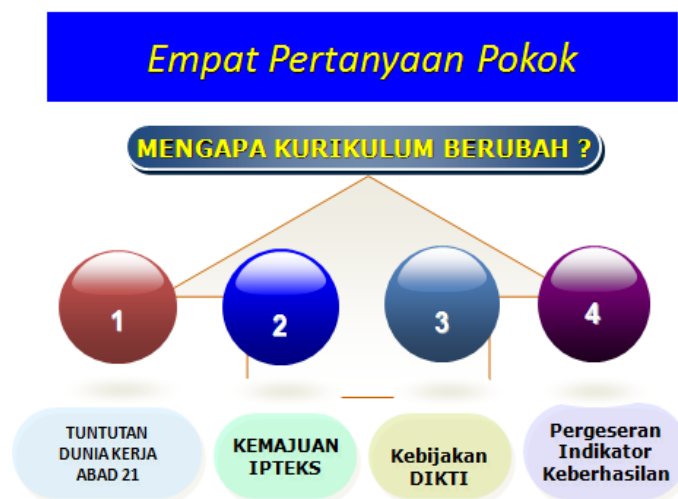 Empat Pertanyaan Pokok
MENGAPA KURIKULUM BERUBAH ?
1
2
3
4
TUNTUTAN
DUNIA KERJA
ABAD 21
KEMAJUAN
IPTEKS
Kebijakan
DIKTI
Pergeseran
Indikator
Keberhasilan